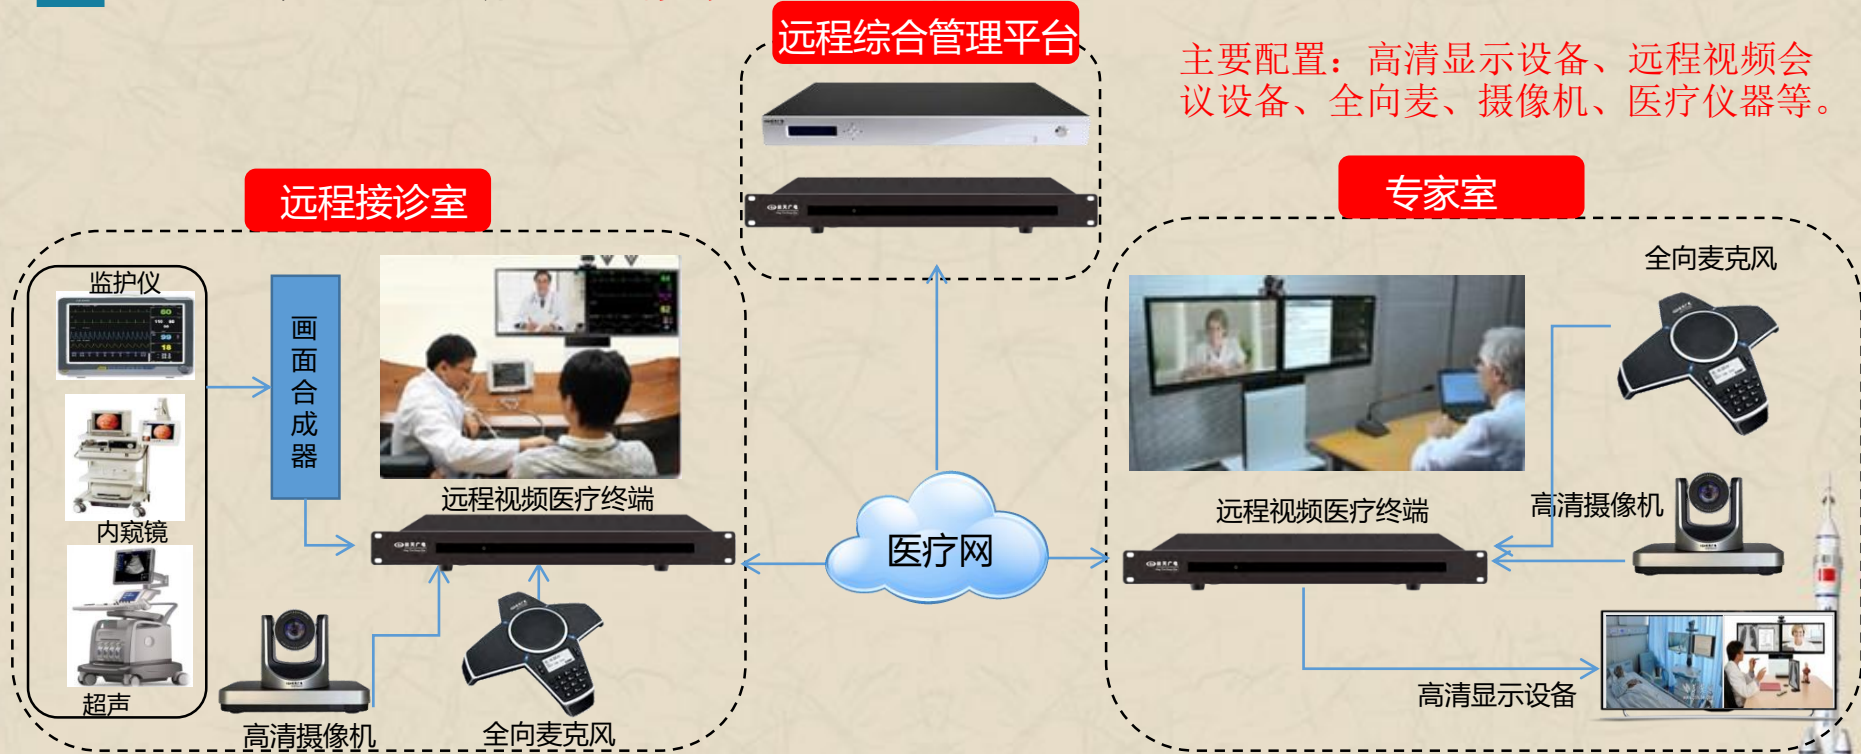 远程综合管理平台
主要配置：高清显示设备、远程视频会
议设备、全向麦、摄像机、医疗仪器等。
远程接诊室
专家室
监护仪
画面合成器
全向麦克风
内窥镜
远程视频医疗终端
医疗网
远程视频医疗终端
高清摄像机
超声
高清摄像机
全向麦克风
高清显示设备